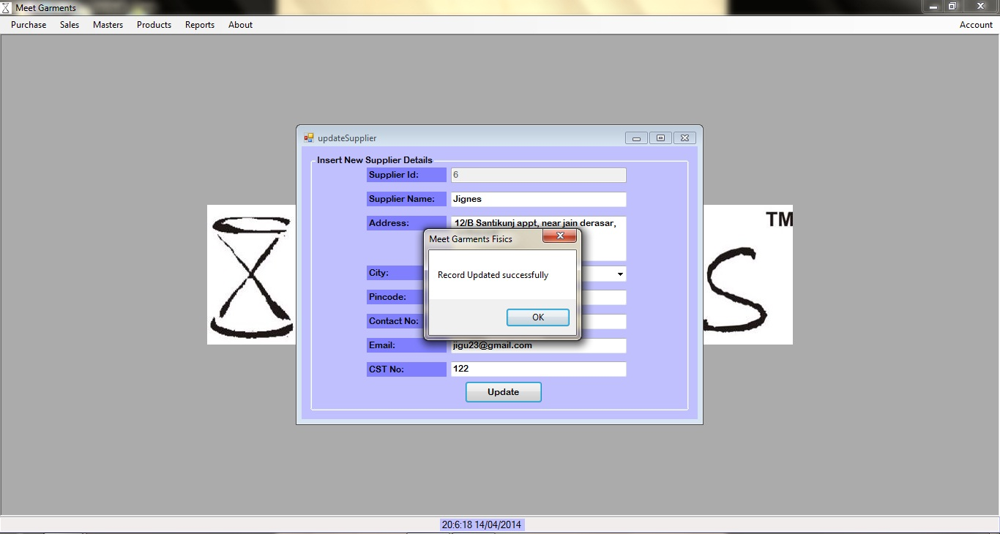 Meet Garments
Purchase Sales Masters Products Reports About Account
updateSupplier
Insert New Supplier Details
Supplier Id: 6
Supplier Name: Jignes
Address: 12/B Santikunj appt, near jain derasar,
Meet Garments Fisics
Record Updated successfully
OK
City:
Pincode:
Contact No:
Email: jigu23@gmail.com
CST No: 122
Update
TM
S
20:6:18 14/04/2014